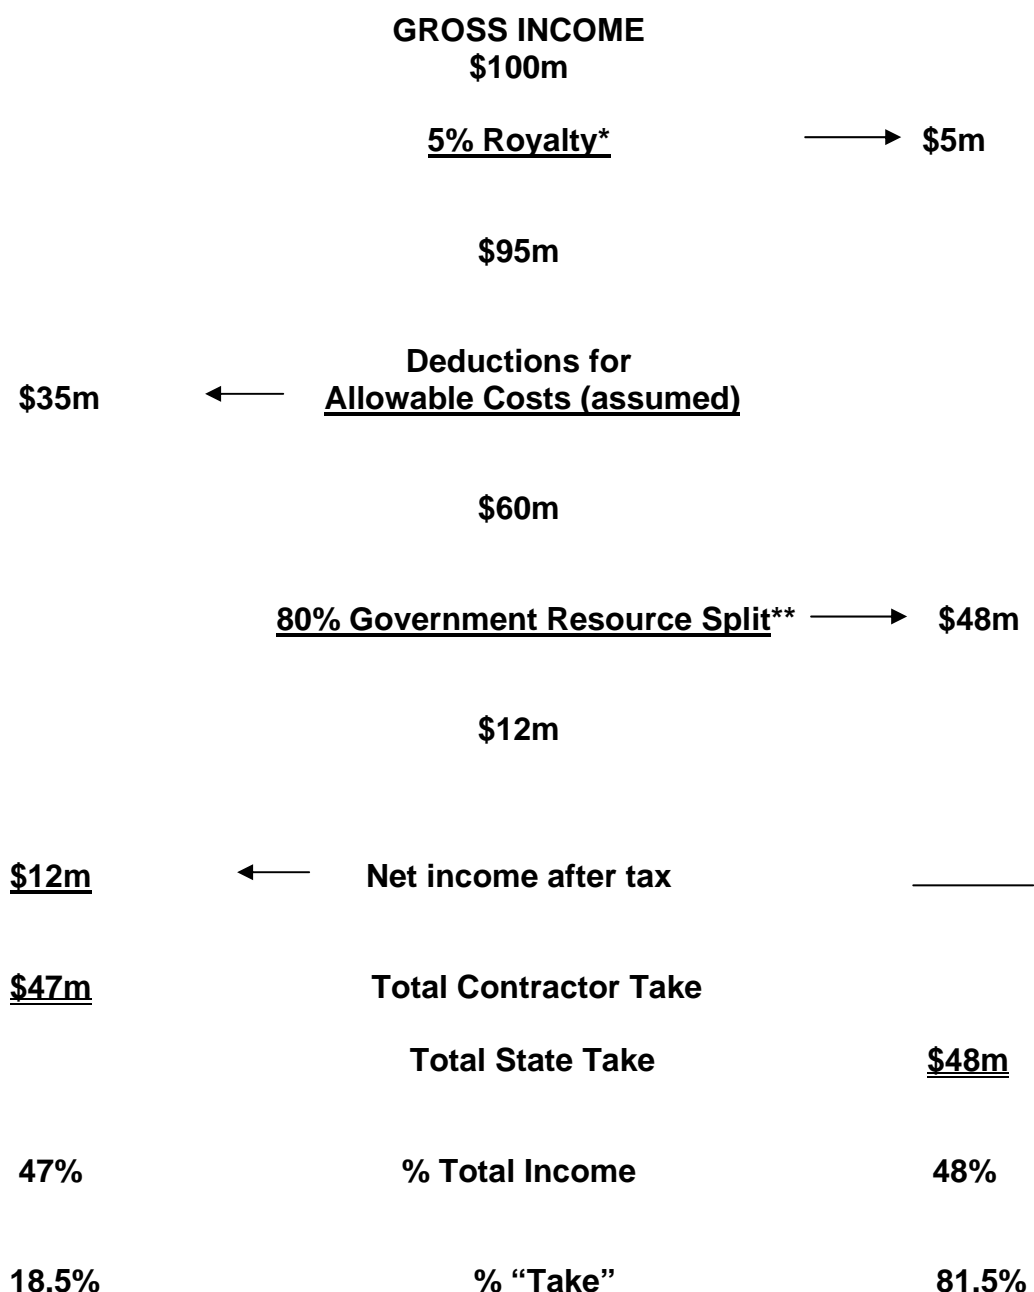 GROSS INCOME
$100m
5% Royalty* $5m
$95m
Deductions for
$35m Allowable Costs (assumed)
$60m
80% Government Resource Split** $48m
$12m
$12m Net income after tax
$47m Total Contractor Take
Total State Take $48m
47% % Total Income 48%
18.5% % “Take” 81.5%